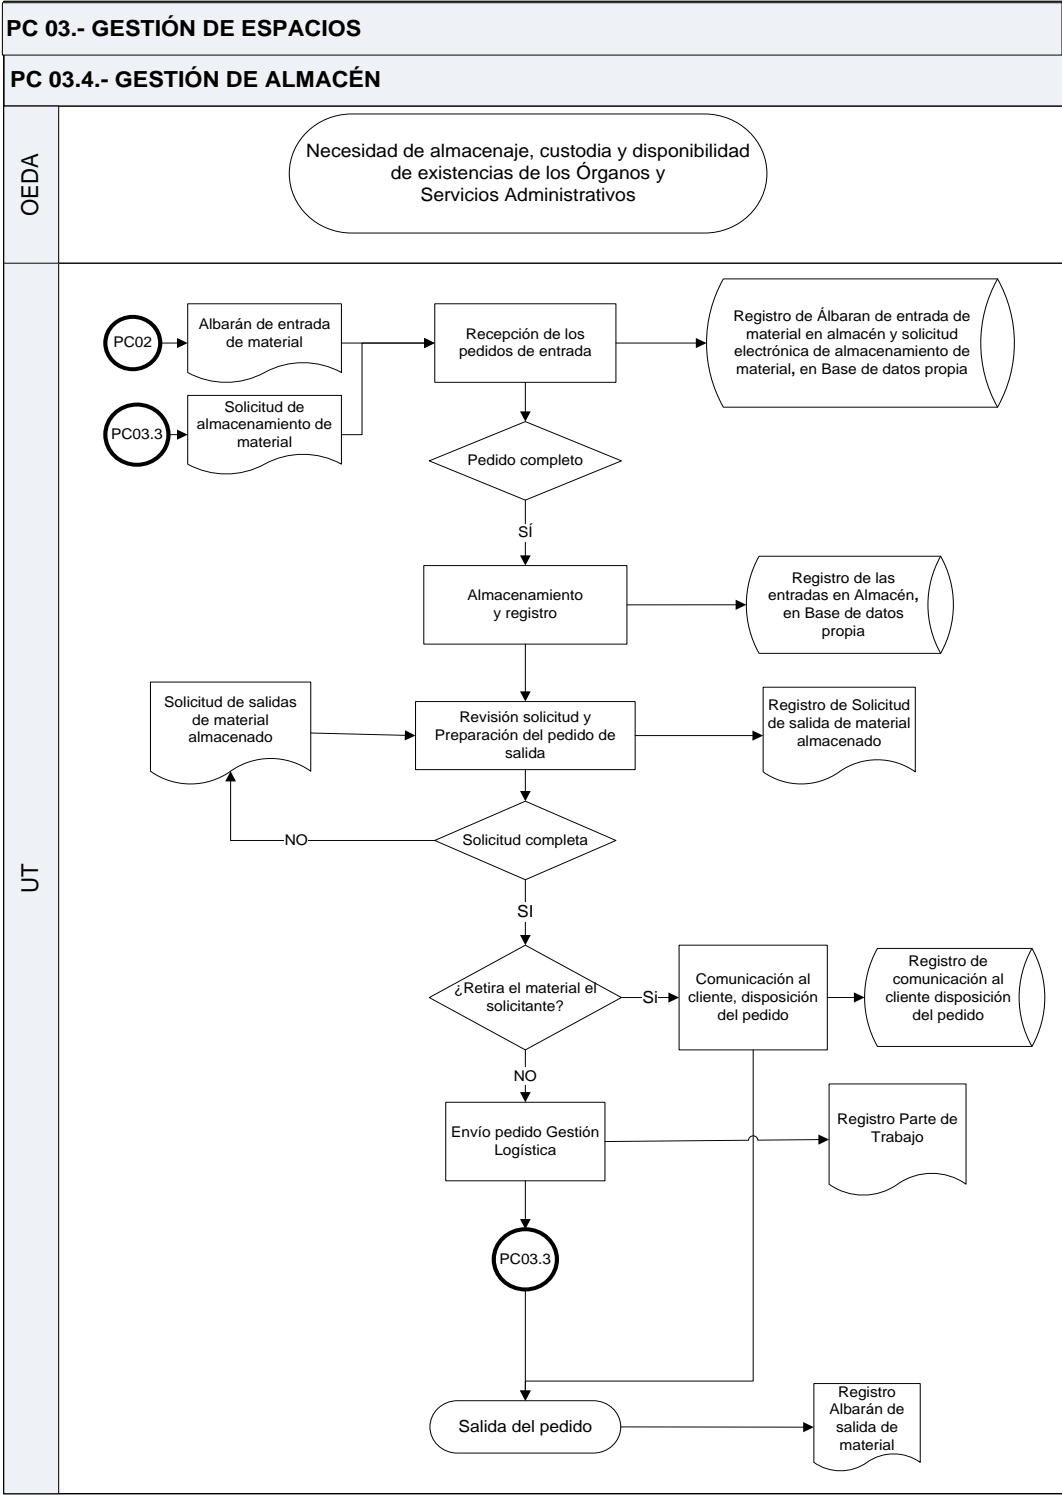 PC 03.- GESTIÓN DE ESPACIOS
PC 03.4.- GESTIÓN DE ALMACÉN
OEDA
Necesidad de almacenaje, custodia y disponibilidad
de existencias de los Órganos y
Servicios Administrativos
UT
PC02
Albarán de entrada
de material
Recepción de los
pedidos de entrada
Registro de Álbaran de entrada de
material en almacén y solicitud
electrónica de almacenamiento de
material, en Base de datos propia
PC03.3
Solicitud de
almacenamiento de
material
Pedido completo
SÍ
Almacenamiento
y registro
Registro de las
entradas en Almacén,
en Base de datos
propia
Solicitud de salidas
de material
almacenado
Revisión solicitud y
Preparación del pedido de
salida
Registro de Solicitud
de salida de material
almacenado
NO
Solicitud completa
SI
¿Retira el material el
solicitante?
Si
Comunicación al
cliente, disposición
del pedido
Registro de
comunicación al
cliente disposición
del pedido
NO
Envío pedido Gestión
Logística
Registro Parte de
Trabajo
PC03.3
Salida del pedido
Registro
Albarán de
salida de
material